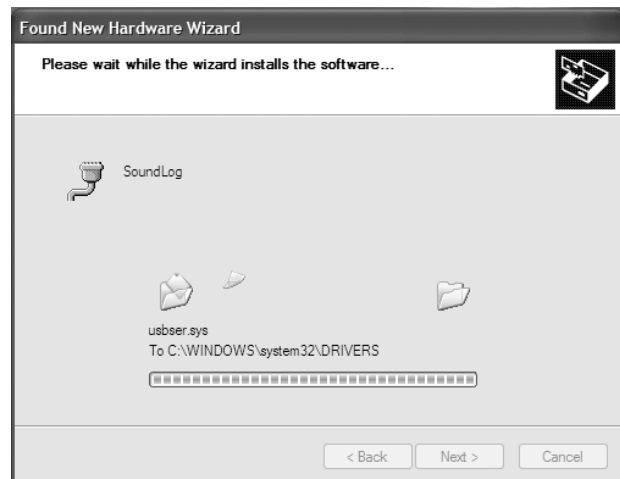 Found New Hardware Wizard
Please wait while the wizard installs the software...
SoundLog
usbser.sys
To C:\WINDOWS\system32\DRIVERS
< Back Next > Cancel